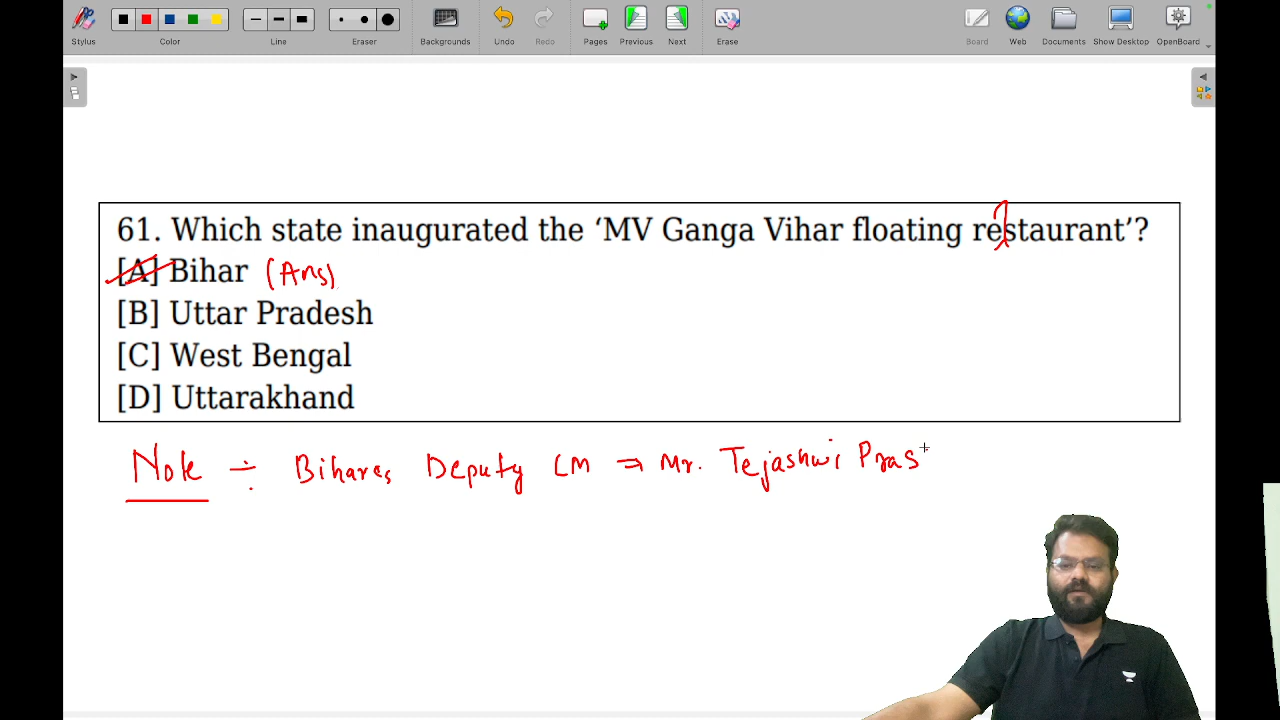 Stylus Color Line Eraser Backgrounds Undo Redo Pages Previous Next Erase Board Web Documents Show Desktop OpenBoard
61. Which state inaugurated the ‘MV Ganga Vihar floating restaurant’?
[A] Bihar (Ans)
[B] Uttar Pradesh
[C] West Bengal
[D] Uttarakhand
Note ÷ Bihares Deputy CM ⇒ Mr. Tejashwi Pras